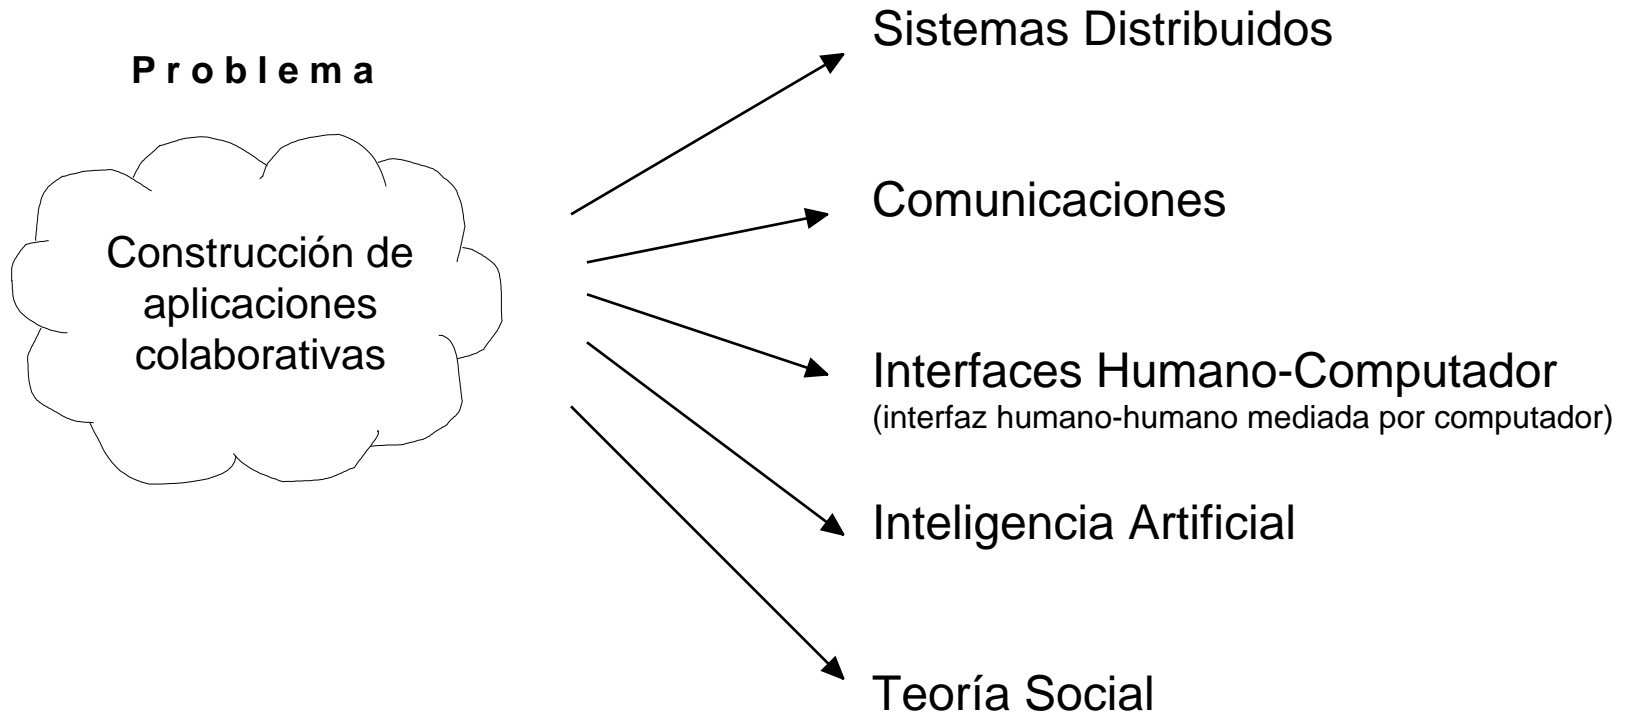 Problema
Construcción de
aplicaciones
colaborativas
Sistemas Distribuidos
Comunicaciones
Interfaces Humano-Computador
(interfaz humano-humano mediada por computador)
Inteligencia Artificial
Teoría Social